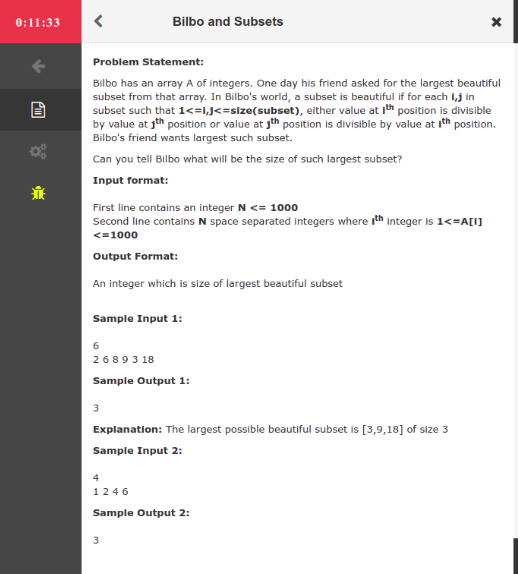 0:11:33
Bilbo and Subsets
Problem Statement:
Bilbo has an array A of integers. One day his friend asked for the largest beautiful
subset from that array. In Bilbo's world, a subset is beautiful if for each i,j in
subset such that 1<=i,j<=size(subset), either value at ith position is divisible
by value at jth position or value at jth position is divisible by value at ith position.
Bilbo's friend wants largest such subset.
Can you tell Bilbo what will be the size of such largest subset?
Input format:
First line contains an integer N <= 1000
Second line contains N space separated integers where ith integer is 1<=A[i]
<=1000
Output Format:
An integer which is size of largest beautiful subset
Sample Input 1:
6
2 6 8 9 3 18
Sample Output 1:
3
Explanation: The largest possible beautiful subset is [3,9,18] of size 3
Sample Input 2:
4
1 2 4 6
Sample Output 2:
3